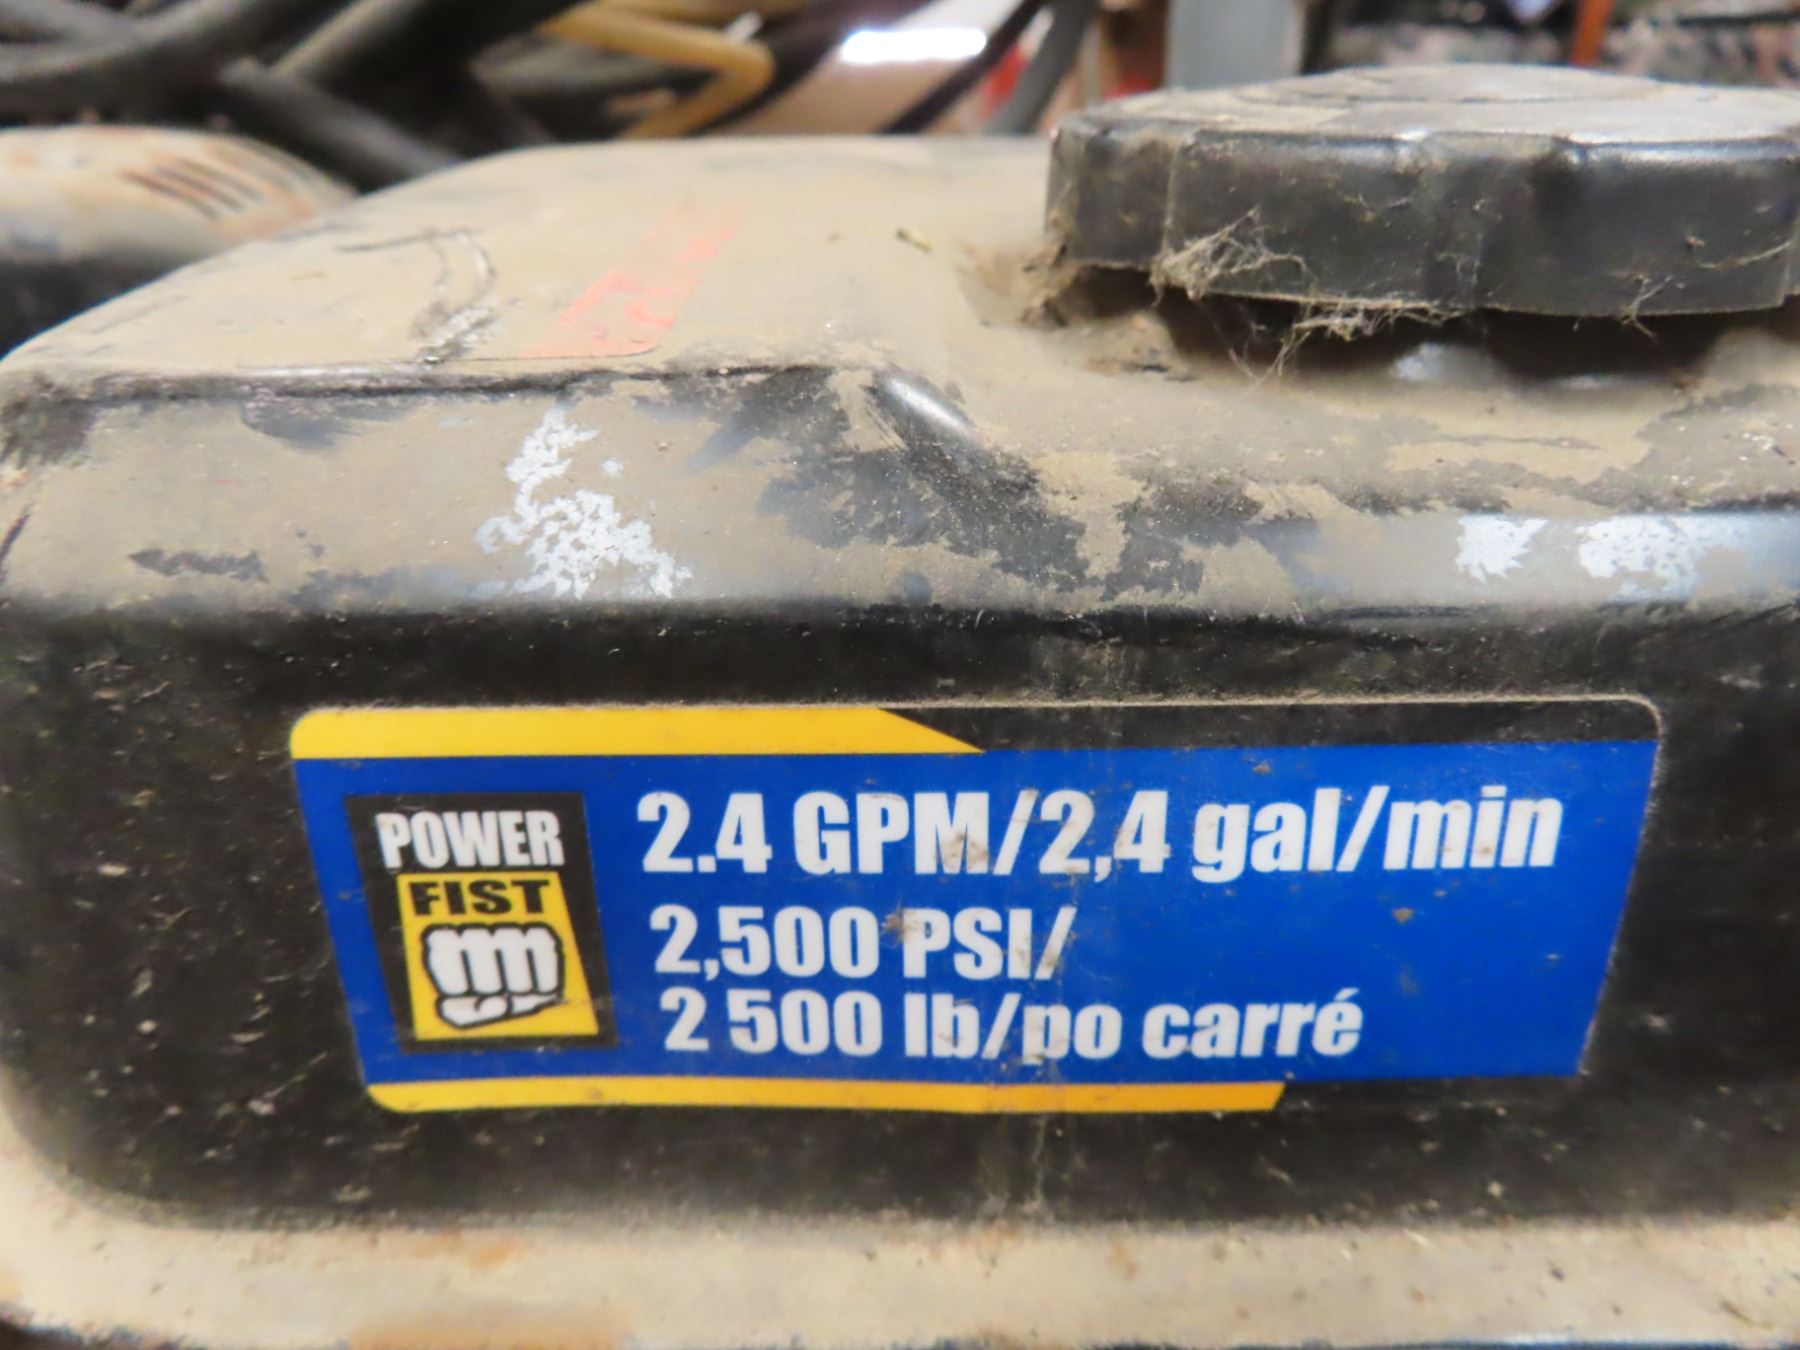 POWER
FIST
2.4 GPM/2,4 gal/min
2,500 PSI/
2 500 lb/po carré